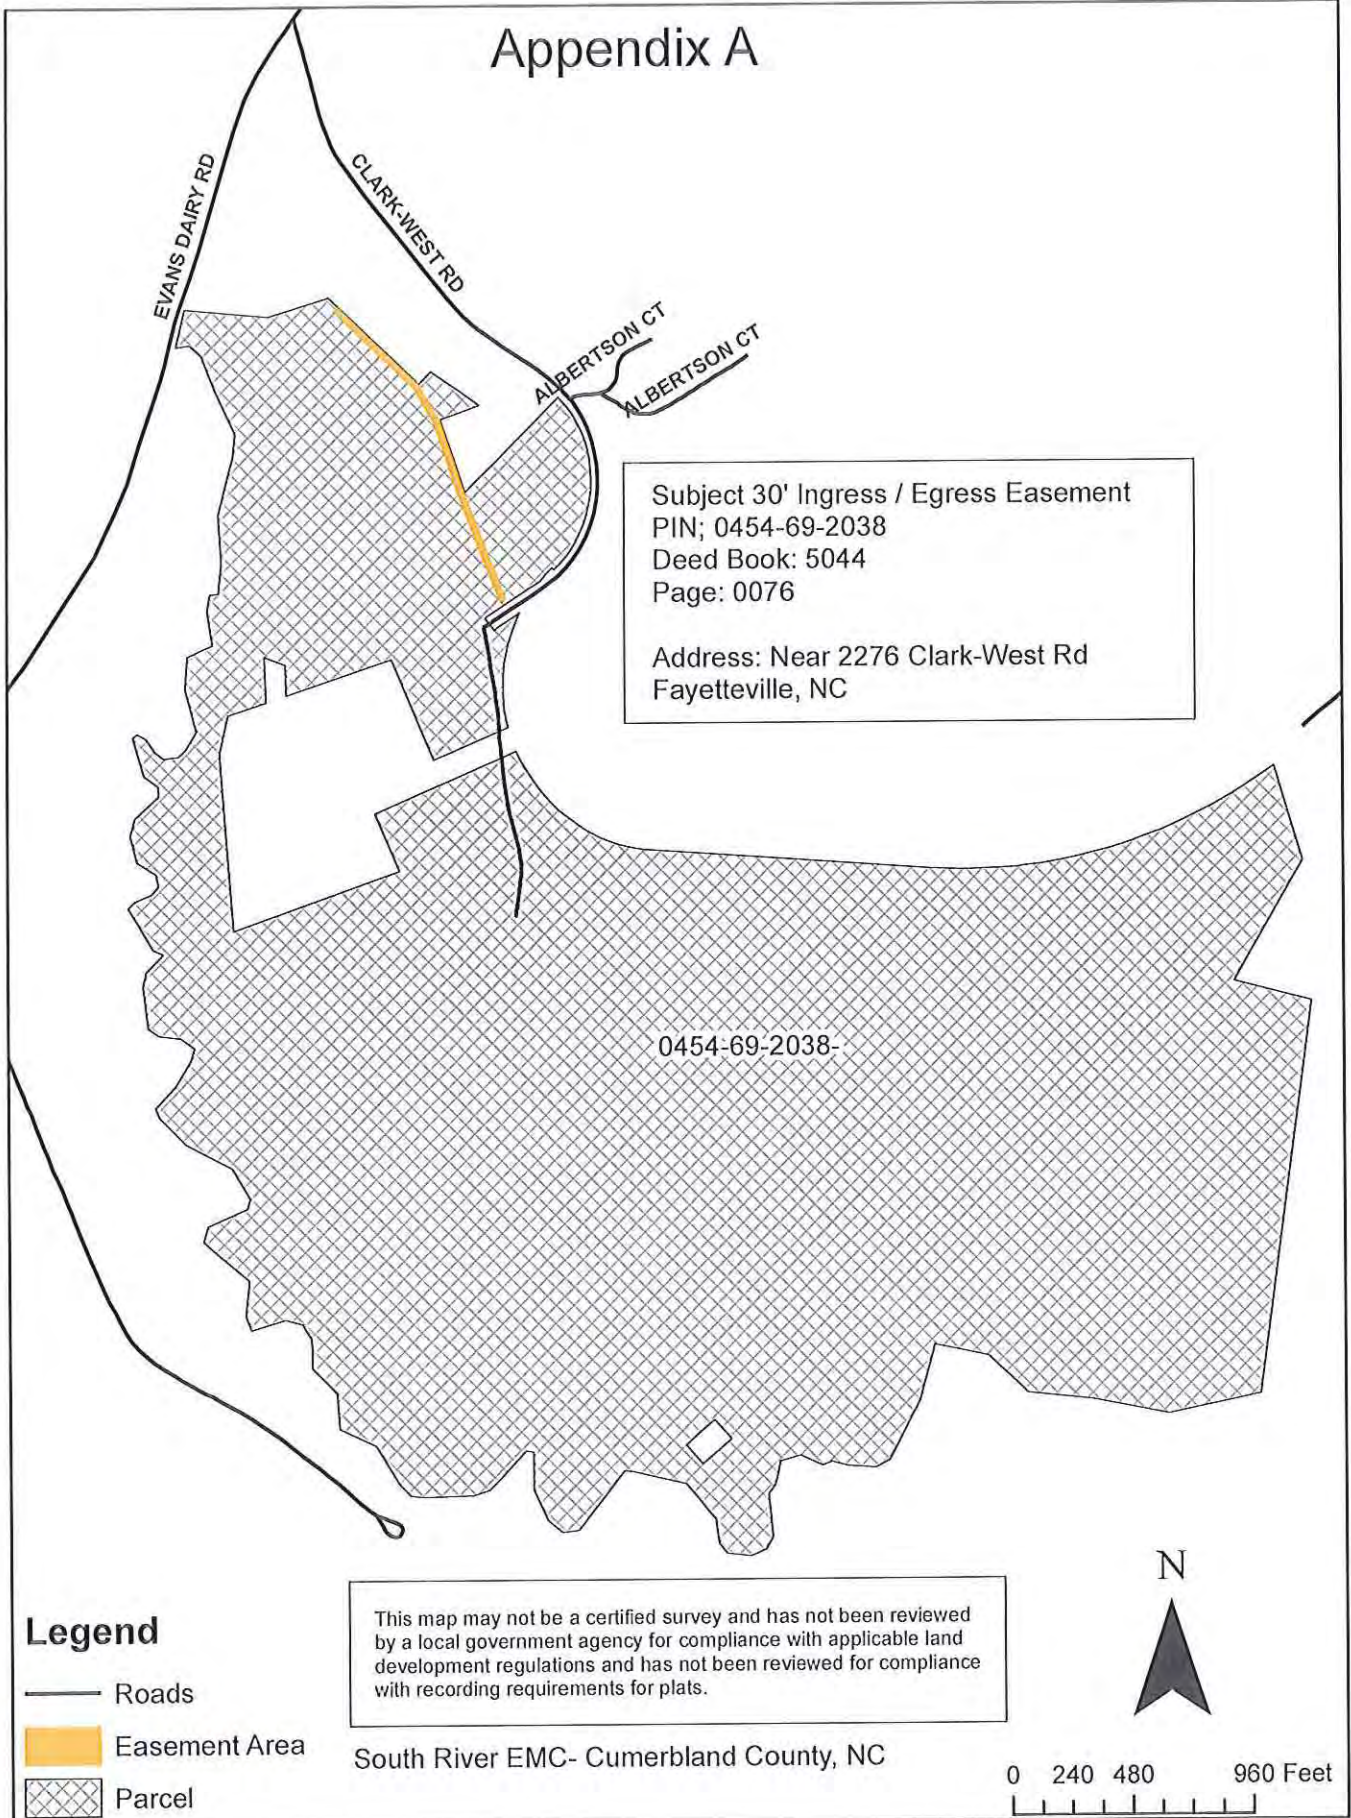 Appendix A
EVANS DAIRY RD
CLARK-WEST RD
ALBERTSON CT
ALBERTSON CT
Subject 30' Ingress / Egress Easement
PIN; 0454-69-2038
Deed Book: 5044
Page: 0076
Address: Near 2276 Clark-West Rd
Fayetteville, NC
0454-69-2038-
N
Legend
Roads
Easement Area
Parcel
This map may not be a certified survey and has not been reviewed
by a local government agency for compliance with applicable land
development regulations and has not been reviewed for compliance
with recording requirements for plats.
South River EMC- Cumerbland County, NC
0 240 480 960 Feet